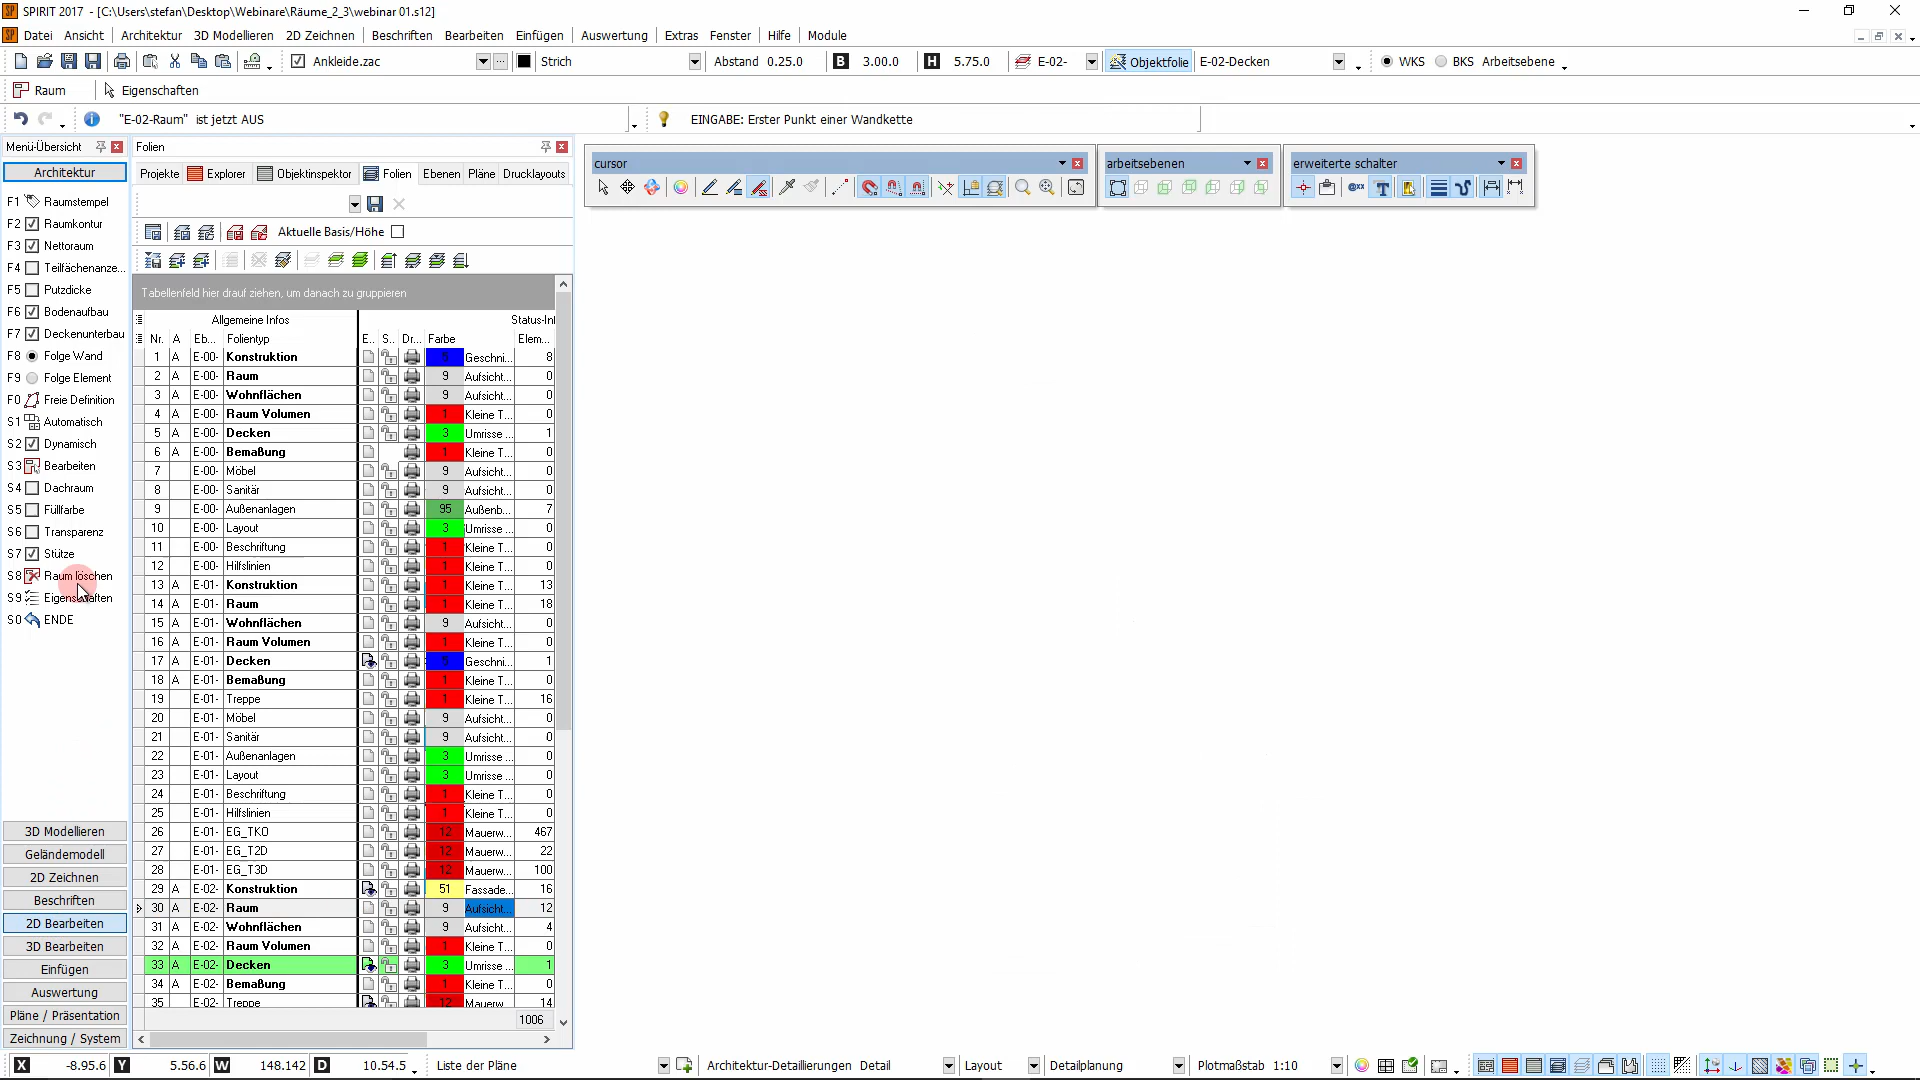 SPIRIT 2017 - [C:\Users\stefan\Desktop\Webinare\Räume_2_3\webinar 01.s12]
Datei Ansicht Architektur 3D Modellieren 2D Zeichnen Beschriften Bearbeiten Einfügen Auswertung Extras Fenster Hilfe Module
Ankleide.zac Strich Abstand 0.25.0 B 3.00.0 H 5.75.0 E-02- Objektfolie E-02-Decken WKS BKS Arbeitsebene
Raum Eigenschaften
"E-02-Raum" ist jetzt AUS EINGABE: Erster Punkt einer Wandkette
Menü-Übersicht Folien
cursor arbeitsebenen erweiterte schalter
Architektur
Projekte Explorer Objektinspektor Folien Ebenen Pläne Drucklayouts
F1 Raumstempel
F2 Raumkontur
F3 Nettoraum
F4 Teilflächenanze...
F5 Putzdicke
F6 Bodenaufbau
F7 Deckenunterbau
F8 Folge Wand
F9 Folge Element
F0 Freie Definition
S1 Automatisch
S2 Dynamisch
S3 Bearbeiten
S4 Dachraum
S5 Füllfarbe
S6 Transparenz
S7 Stütze
S8 Raum löschen
S9 Eigenschaften
S0 ENDE
3D Modellieren
Geländemodell
2D Zeichnen
Beschriften
2D Bearbeiten
3D Bearbeiten
Einfügen
Auswertung
Pläne / Präsentation
Zeichnung / System
Aktuelle Basis/Höhe
Tabellenfeld hier drauf ziehen, um danach zu gruppieren
Allgemeine Infos Status-Inf
Nr. A Eb... Folientyp E.. S.. Dr... Farbe Elem...
1 A E-00- Konstruktion 5 Geschni... 8
2 A E-00- Raum 9 Aufsicht... 0
3 A E-00- Wohnflächen 9 Aufsicht... 0
4 A E-00- Raum Volumen 1 Kleine T... 0
5 A E-00- Decken 3 Umrisse ... 1
6 A E-00- Bemaßung 1 Kleine T... 0
7 E-00- Möbel 9 Aufsicht... 0
8 E-00- Sanitär 9 Aufsicht... 0
9 E-00- Außenanlagen 95 Außenb... 7
10 E-00- Layout 3 Umrisse ... 0
11 E-00- Beschriftung 1 Kleine T... 0
12 E-00- Hilfslinien 1 Kleine T... 0
13 A E-01- Konstruktion 1 Kleine T... 13
14 A E-01- Raum 1 Kleine T... 18
15 A E-01- Wohnflächen 9 Aufsicht... 0
16 A E-01- Raum Volumen 1 Kleine T... 0
17 A E-01- Decken 5 Geschni... 1
18 A E-01- Bemaßung 1 Kleine T... 0
19 E-01- Treppe 1 Kleine T... 16
20 E-01- Möbel 9 Aufsicht... 0
21 E-01- Sanitär 9 Aufsicht... 0
22 E-01- Außenanlagen 3 Umrisse ... 0
23 E-01- Layout 3 Umrisse ... 0
24 E-01- Beschriftung 1 Kleine T... 0
25 E-01- Hilfslinien 1 Kleine T... 0
26 E-01- EG_TKO 12 Mauerw... 467
27 E-01- EG_T2D 12 Mauerw... 22
28 E-01- EG_T3D 12 Mauerw... 100
29 A E-02- Konstruktion 51 Fassade... 16
30 A E-02- Raum 9 Aufsicht... 12
31 A E-02- Wohnflächen 9 Aufsicht... 4
32 A E-02- Raum Volumen 1 Kleine T... 0
33 A E-02- Decken 3 Umrisse ... 1
34 A E-02- Bemaßung 1 Kleine T... 0
35 E-02- Treppe 12 Mauerw... 14
1006
X -8.95.6 Y 5.56.6 W 148.142 D 10.54.5 Liste der Pläne Architektur-Detaillierungen Detail Layout Detailplanung Plotmaßstab 1:10